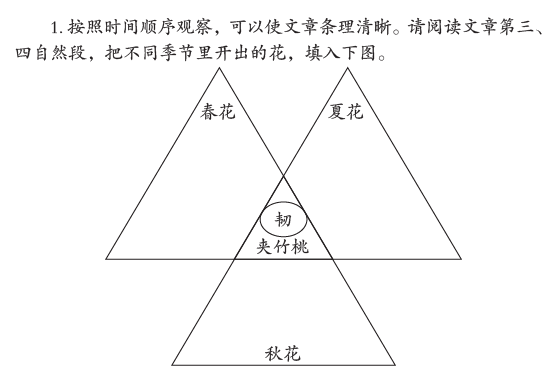 1. 按照时间顺序观察，可以使文章条理清晰。请阅读文章第三、
四自然段，把不同季节里开出的花，填入下图。
春花
夏花
韧
夹竹桃
秋花